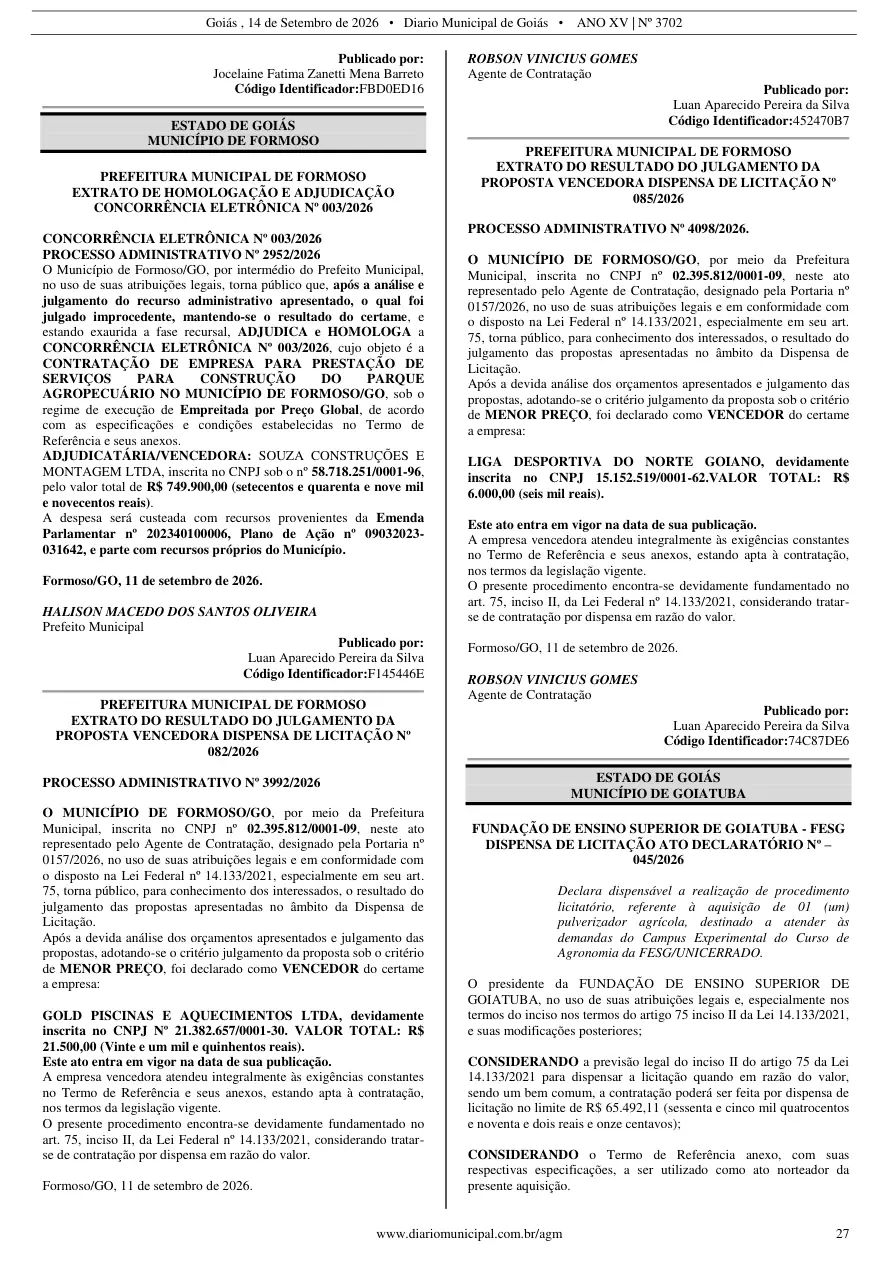 Goiás , 14 de Setembro de 2026 • Diario Municipal de Goiás • ANO XV | Nº 3702
Publicado por:
Jocelaine Fatima Zanetti Mena Barreto
Código Identificador:FBD0ED16
ESTADO DE GOIÁS
MUNICÍPIO DE FORMOSO
PREFEITURA MUNICIPAL DE FORMOSO
EXTRATO DE HOMOLOGAÇÃO E ADJUDICAÇÃO
CONCORRÊNCIA ELETRÔNICA Nº 003/2026
CONCORRÊNCIA ELETRÔNICA Nº 003/2026
PROCESSO ADMINISTRATIVO Nº 2952/2026
O Município de Formoso/GO, por intermédio do Prefeito Municipal,
no uso de suas atribuições legais, torna público que, após a análise e
julgamento do recurso administrativo apresentado, o qual foi
julgado improcedente, mantendo-se o resultado do certame, e
estando exaurida a fase recursal, ADJUDICA e HOMOLOGA a
CONCORRÊNCIA ELETRÔNICA Nº 003/2026, cujo objeto é a
CONTRATAÇÃO DE EMPRESA PARA PRESTAÇÃO DE
SERVIÇOS PARA CONSTRUÇÃO DO PARQUE
AGROPECUÁRIO NO MUNICÍPIO DE FORMOSO/GO, sob o
regime de execução de Empreitada por Preço Global, de acordo
com as especificações e condições estabelecidas no Termo de
Referência e seus anexos.
ADJUDICATÁRIA/VENCEDORA: SOUZA CONSTRUÇÕES E
MONTAGEM LTDA, inscrita no CNPJ sob o nº 58.718.251/0001-96,
pelo valor total de R$ 749.900,00 (setecentos e quarenta e nove mil
e novecentos reais).
A despesa será custeada com recursos provenientes da Emenda
Parlamentar nº 202340100006, Plano de Ação nº 09032023-
031642, e parte com recursos próprios do Município.
Formoso/GO, 11 de setembro de 2026.
HALISON MACEDO DOS SANTOS OLIVEIRA
Prefeito Municipal
Publicado por:
Luan Aparecido Pereira da Silva
Código Identificador:F145446E
PREFEITURA MUNICIPAL DE FORMOSO
EXTRATO DO RESULTADO DO JULGAMENTO DA
PROPOSTA VENCEDORA DISPENSA DE LICITAÇÃO Nº
082/2026
PROCESSO ADMINISTRATIVO Nº 3992/2026
O MUNICÍPIO DE FORMOSO/GO, por meio da Prefeitura
Municipal, inscrita no CNPJ nº 02.395.812/0001-09, neste ato
representado pelo Agente de Contratação, designado pela Portaria nº
0157/2026, no uso de suas atribuições legais e em conformidade com
o disposto na Lei Federal nº 14.133/2021, especialmente em seu art.
75, torna público, para conhecimento dos interessados, o resultado do
julgamento das propostas apresentadas no âmbito da Dispensa de
Licitação.
Após a devida análise dos orçamentos apresentados e julgamento das
propostas, adotando-se o critério julgamento da proposta sob o critério
de MENOR PREÇO, foi declarado como VENCEDOR do certame
a empresa:
GOLD PISCINAS E AQUECIMENTOS LTDA, devidamente
inscrita no CNPJ Nº 21.382.657/0001-30. VALOR TOTAL: R$
21.500,00 (Vinte e um mil e quinhentos reais).
Este ato entra em vigor na data de sua publicação.
A empresa vencedora atendeu integralmente às exigências constantes
no Termo de Referência e seus anexos, estando apta à contratação,
nos termos da legislação vigente.
O presente procedimento encontra-se devidamente fundamentado no
art. 75, inciso II, da Lei Federal nº 14.133/2021, considerando tratar-
se de contratação por dispensa em razão do valor.
Formoso/GO, 11 de setembro de 2026.
ROBSON VINICIUS GOMES
Agente de Contratação
Publicado por:
Luan Aparecido Pereira da Silva
Código Identificador:452470B7
PREFEITURA MUNICIPAL DE FORMOSO
EXTRATO DO RESULTADO DO JULGAMENTO DA
PROPOSTA VENCEDORA DISPENSA DE LICITAÇÃO Nº
085/2026
PROCESSO ADMINISTRATIVO Nº 4098/2026.
O MUNICÍPIO DE FORMOSO/GO, por meio da Prefeitura
Municipal, inscrita no CNPJ nº 02.395.812/0001-09, neste ato
representado pelo Agente de Contratação, designado pela Portaria nº
0157/2026, no uso de suas atribuições legais e em conformidade com
o disposto na Lei Federal nº 14.133/2021, especialmente em seu art.
75, torna público, para conhecimento dos interessados, o resultado do
julgamento das propostas apresentadas no âmbito da Dispensa de
Licitação.
Após a devida análise dos orçamentos apresentados e julgamento das
propostas, adotando-se o critério julgamento da proposta sob o critério
de MENOR PREÇO, foi declarado como VENCEDOR do certame
a empresa:
LIGA DESPORTIVA DO NORTE GOIANO, devidamente
inscrita no CNPJ 15.152.519/0001-62.VALOR TOTAL: R$
6.000,00 (seis mil reais).
Este ato entra em vigor na data de sua publicação.
A empresa vencedora atendeu integralmente às exigências constantes
no Termo de Referência e seus anexos, estando apta à contratação,
nos termos da legislação vigente.
O presente procedimento encontra-se devidamente fundamentado no
art. 75, inciso II, da Lei Federal nº 14.133/2021, considerando tratar-
se de contratação por dispensa em razão do valor.
Formoso/GO, 11 de setembro de 2026.
ROBSON VINICIUS GOMES
Agente de Contratação
Publicado por:
Luan Aparecido Pereira da Silva
Código Identificador:74C87DE6
ESTADO DE GOIÁS
MUNICÍPIO DE GOIATUBA
FUNDAÇÃO DE ENSINO SUPERIOR DE GOIATUBA - FESG
DISPENSA DE LICITAÇÃO ATO DECLARATÓRIO Nº –
045/2026
Declara dispensável a realização de procedimento
licitatório, referente à aquisição de 01 (um)
pulverizador agrícola, destinado a atender às
demandas do Campus Experimental do Curso de
Agronomia da FESG/UNICERRADO.
O presidente da FUNDAÇÃO DE ENSINO SUPERIOR DE
GOIATUBA, no uso de suas atribuições legais e, especialmente nos
termos do inciso nos termos do artigo 75 inciso II da Lei 14.133/2021,
e suas modificações posteriores;
CONSIDERANDO a previsão legal do inciso II do artigo 75 da Lei
14.133/2021 para dispensar a licitação quando em razão do valor,
sendo um bem comum, a contratação poderá ser feita por dispensa de
licitação no limite de R$ 65.492,11 (sessenta e cinco mil quatrocentos
e noventa e dois reais e onze centavos);
CONSIDERANDO o Termo de Referência anexo, com suas
respectivas especificações, a ser utilizado como ato norteador da
presente aquisição.
www.diariomunicipal.com.br/agm
27